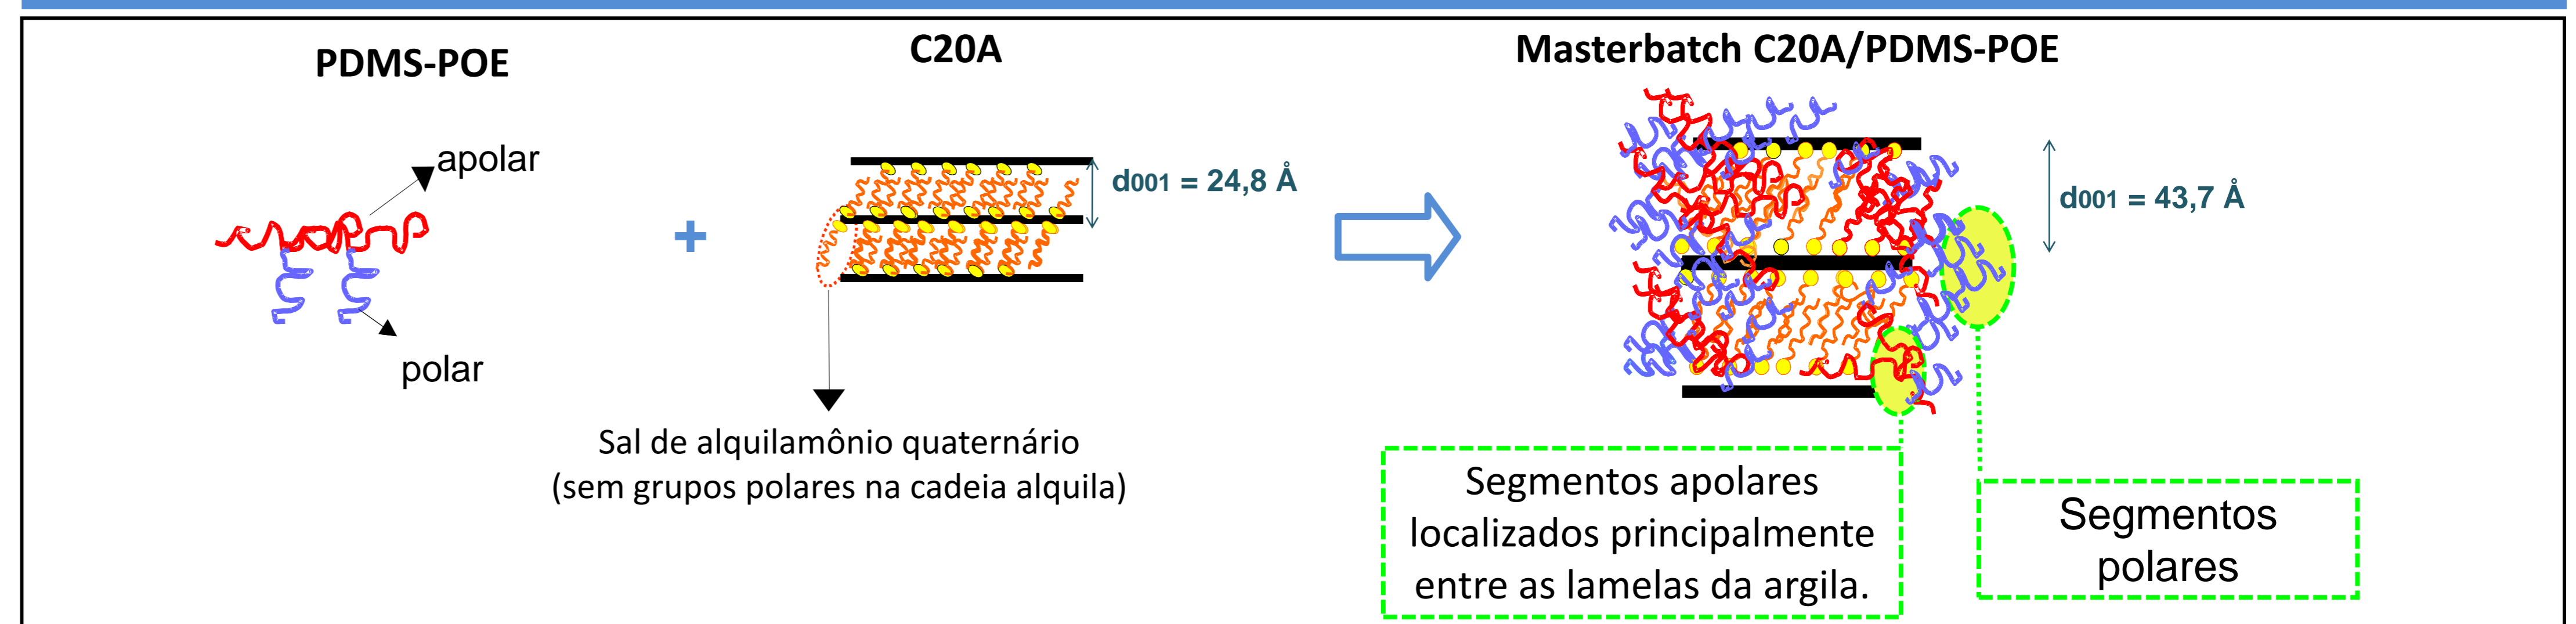 PDMS-POE
C20A
Masterbatch C20A/PDMS-POE
apolar
polar
+
d001 = 24,8 Å
d001 = 43,7 Å
Sal de alquilamônio quaternário
(sem grupos polares na cadeia alquila)
Segmentos apolares
localizados principalmente
entre as lamelas da argila.
Segmentos
polares